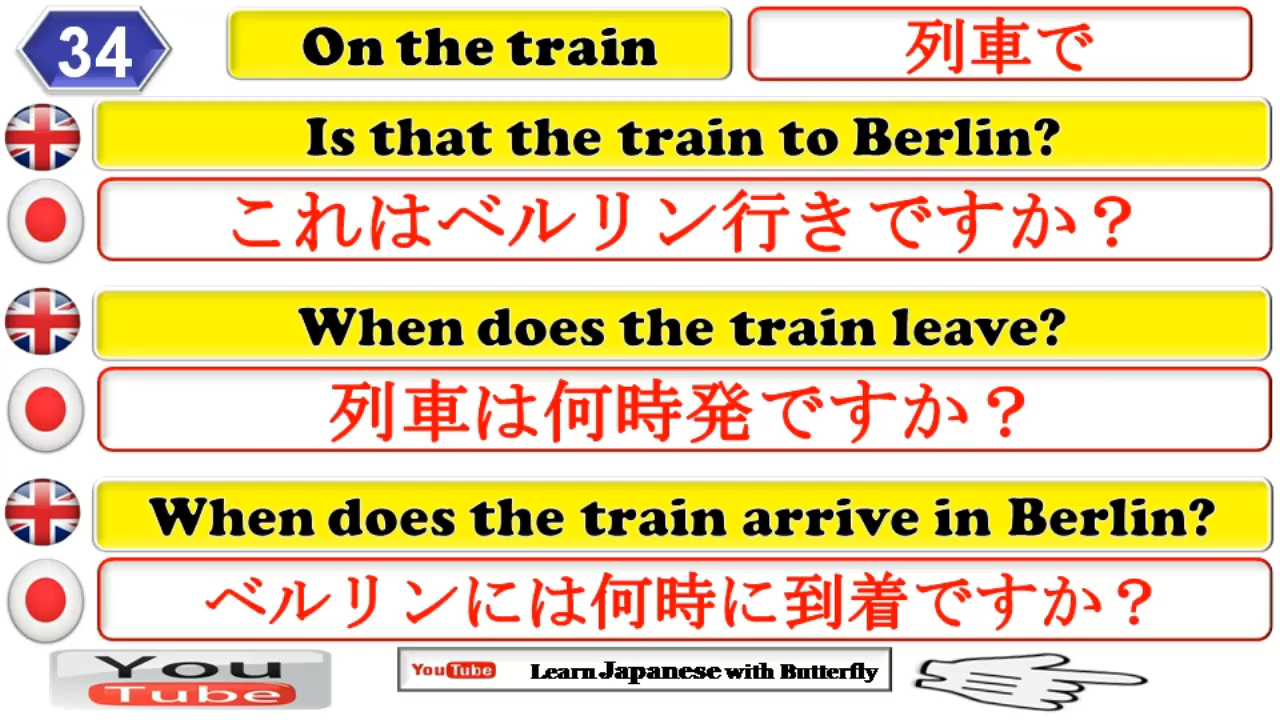 34
On the train
列車で
Is that the train to Berlin?
これはベルリン行きですか？
When does the train leave?
列車は何時発ですか？
When does the train arrive in Berlin?
ベルリンには何時に到着ですか？
You Tube
YouTube Learn Japanese with Butterfly